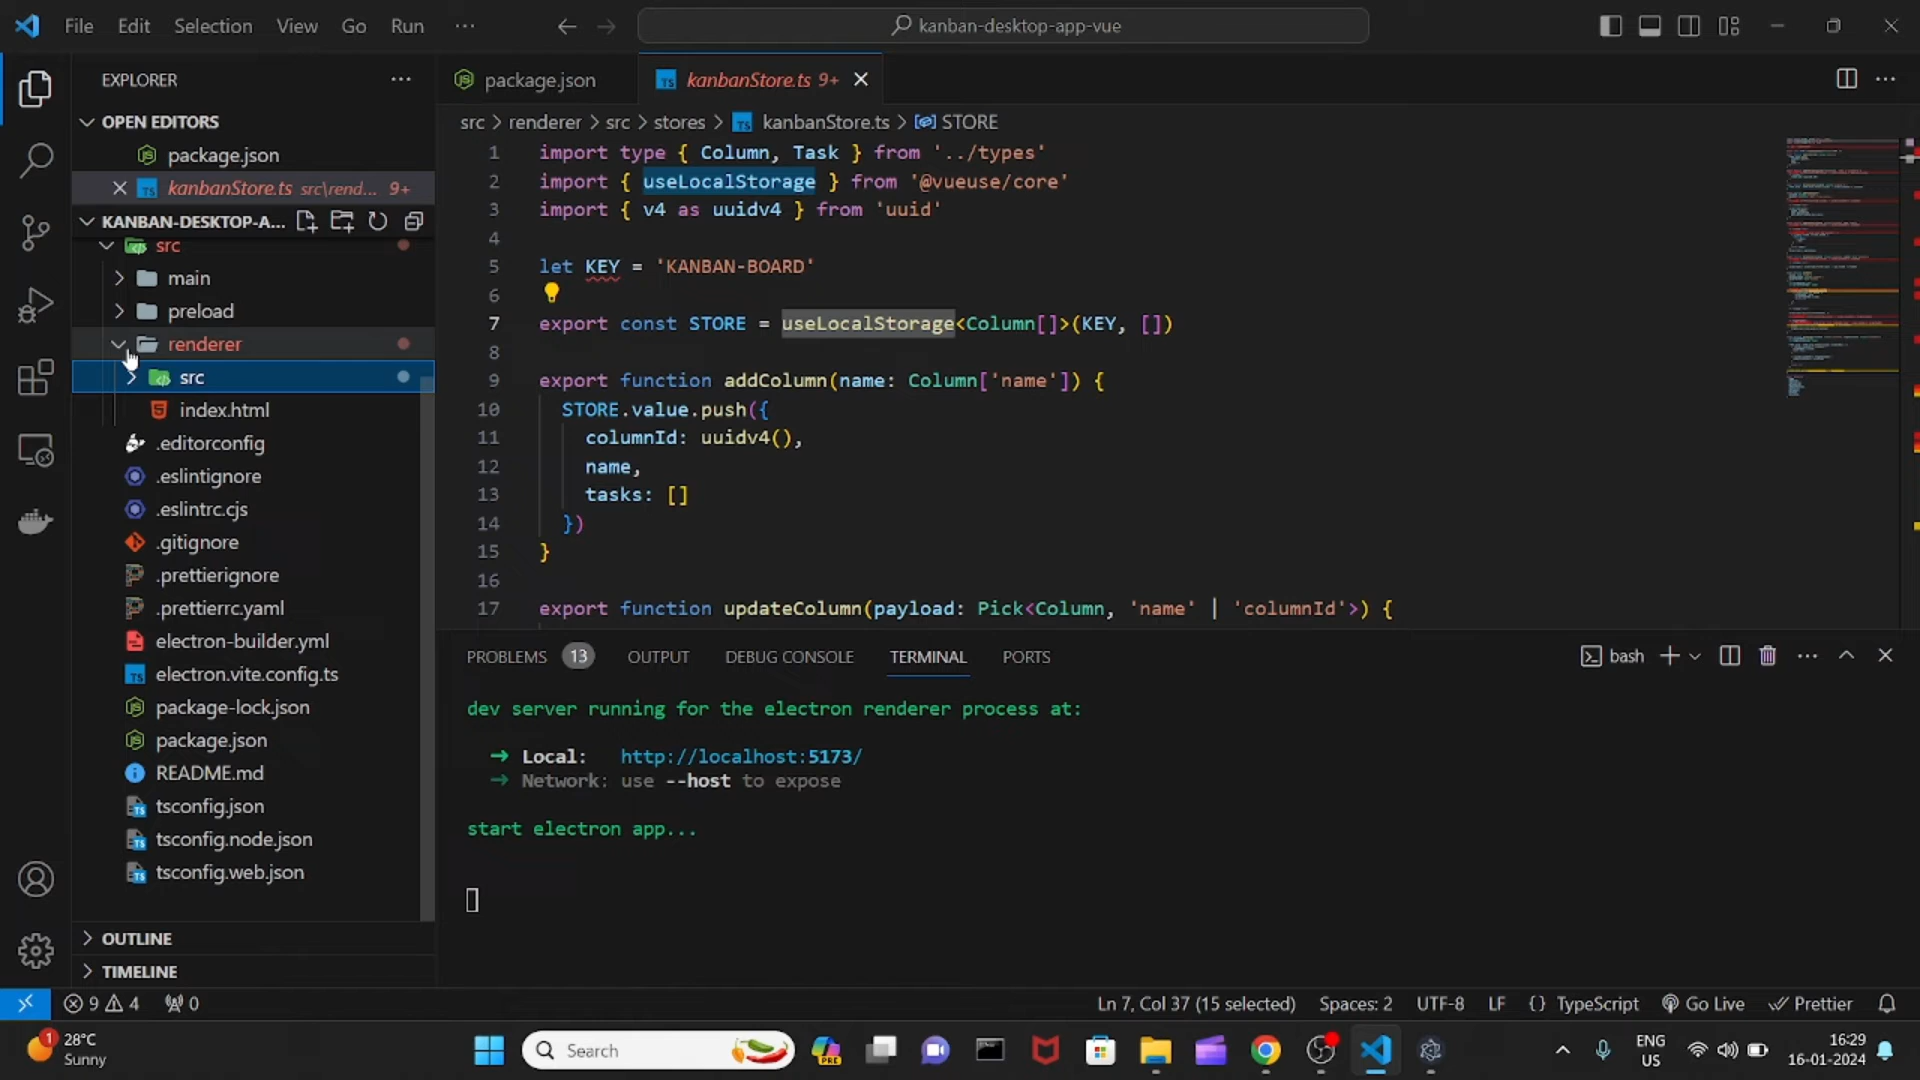 File Edit Selection View Go Run ··· kanban-desktop-app-vue
EXPLORER
OPEN EDITORS
package.json
kanbanStore.ts src\rend... 9+
KANBAN-DESKTOP-A...
src
main
preload
renderer
src
index.html
.editorconfig
.eslintignore
.eslintrc.cjs
.gitignore
.prettierignore
.prettierrc.yaml
electron-builder.yml
electron.vite.config.ts
package-lock.json
package.json
README.md
tsconfig.json
tsconfig.node.json
tsconfig.web.json
OUTLINE
TIMELINE
package.json kanbanStore.ts 9+
src > renderer > src > stores > TS kanbanStore.ts > STORE
1 import type { Column, Task } from '../types'
2 import { useLocalStorage } from '@vueuse/core'
3 import { v4 as uuidv4 } from 'uuid'
4
5 let KEY = 'KANBAN-BOARD'
6
7 export const STORE = useLocalStorage<Column[]>(KEY, [])
8
9 export function addColumn(name: Column['name']) {
10 STORE.value.push({
11 columnId: uuidv4(),
12 name,
13 tasks: []
14 })
15 }
16
17 export function updateColumn(payload: Pick<Column, 'name' | 'columnId'>) {
PROBLEMS 13 OUTPUT DEBUG CONSOLE TERMINAL PORTS bash
dev server running for the electron renderer process at:
➜ Local: http://localhost:5173/
➜ Network: use --host to expose
start electron app...
9 4 0 Ln 7, Col 37 (15 selected) Spaces: 2 UTF-8 LF {} TypeScript Go Live Prettier
1 28°C
Sunny
Search
PRE
ENG
US
16:29
16-01-2024